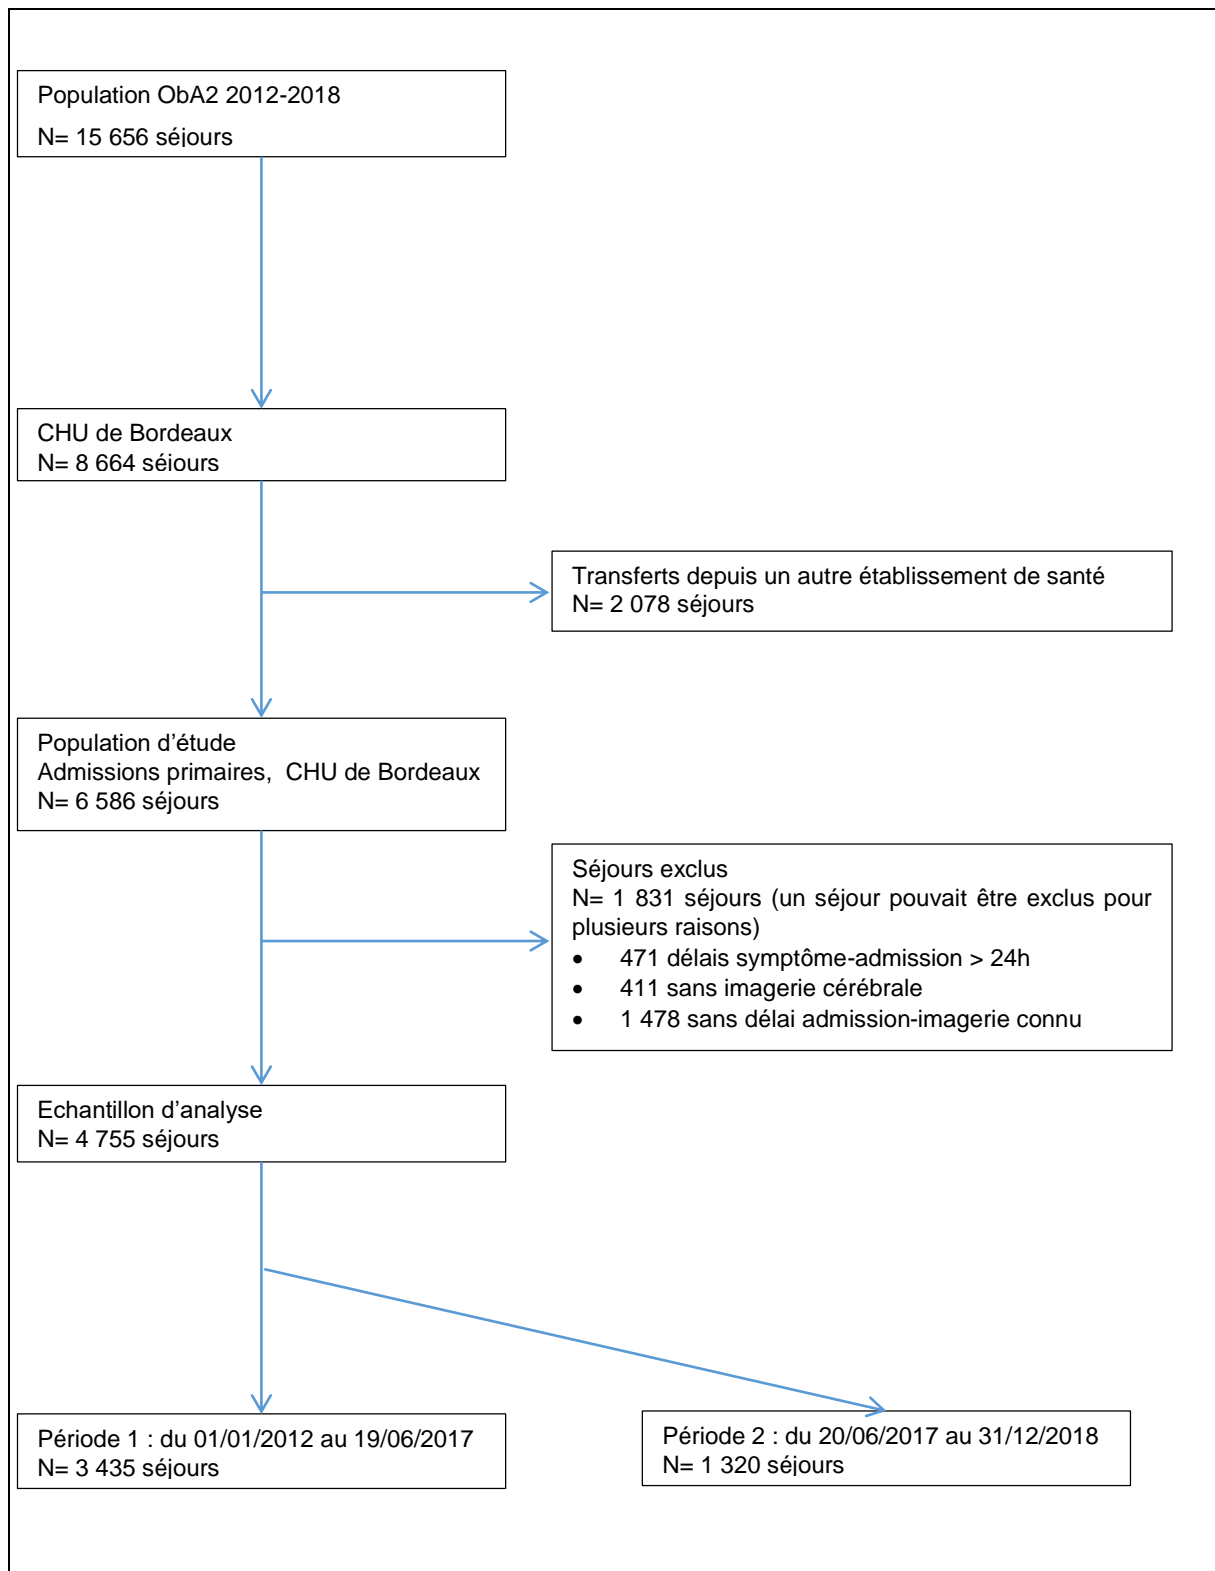 Population ObA2 2012-2018
N= 15 656 séjours
CHU de Bordeaux
N= 8 664 séjours
Transferts depuis un autre établissement de santé
N= 2 078 séjours
Population d’étude
Admissions primaires, CHU de Bordeaux
N= 6 586 séjours
Séjours exclus
N= 1 831 séjours (un séjour pouvait être exclus pour
plusieurs raisons)
• 471 délais symptôme-admission > 24h
• 411 sans imagerie cérébrale
• 1 478 sans délai admission-imagerie connu
Echantillon d’analyse
N= 4 755 séjours
Période 1 : du 01/01/2012 au 19/06/2017
N= 3 435 séjours
Période 2 : du 20/06/2017 au 31/12/2018
N= 1 320 séjours